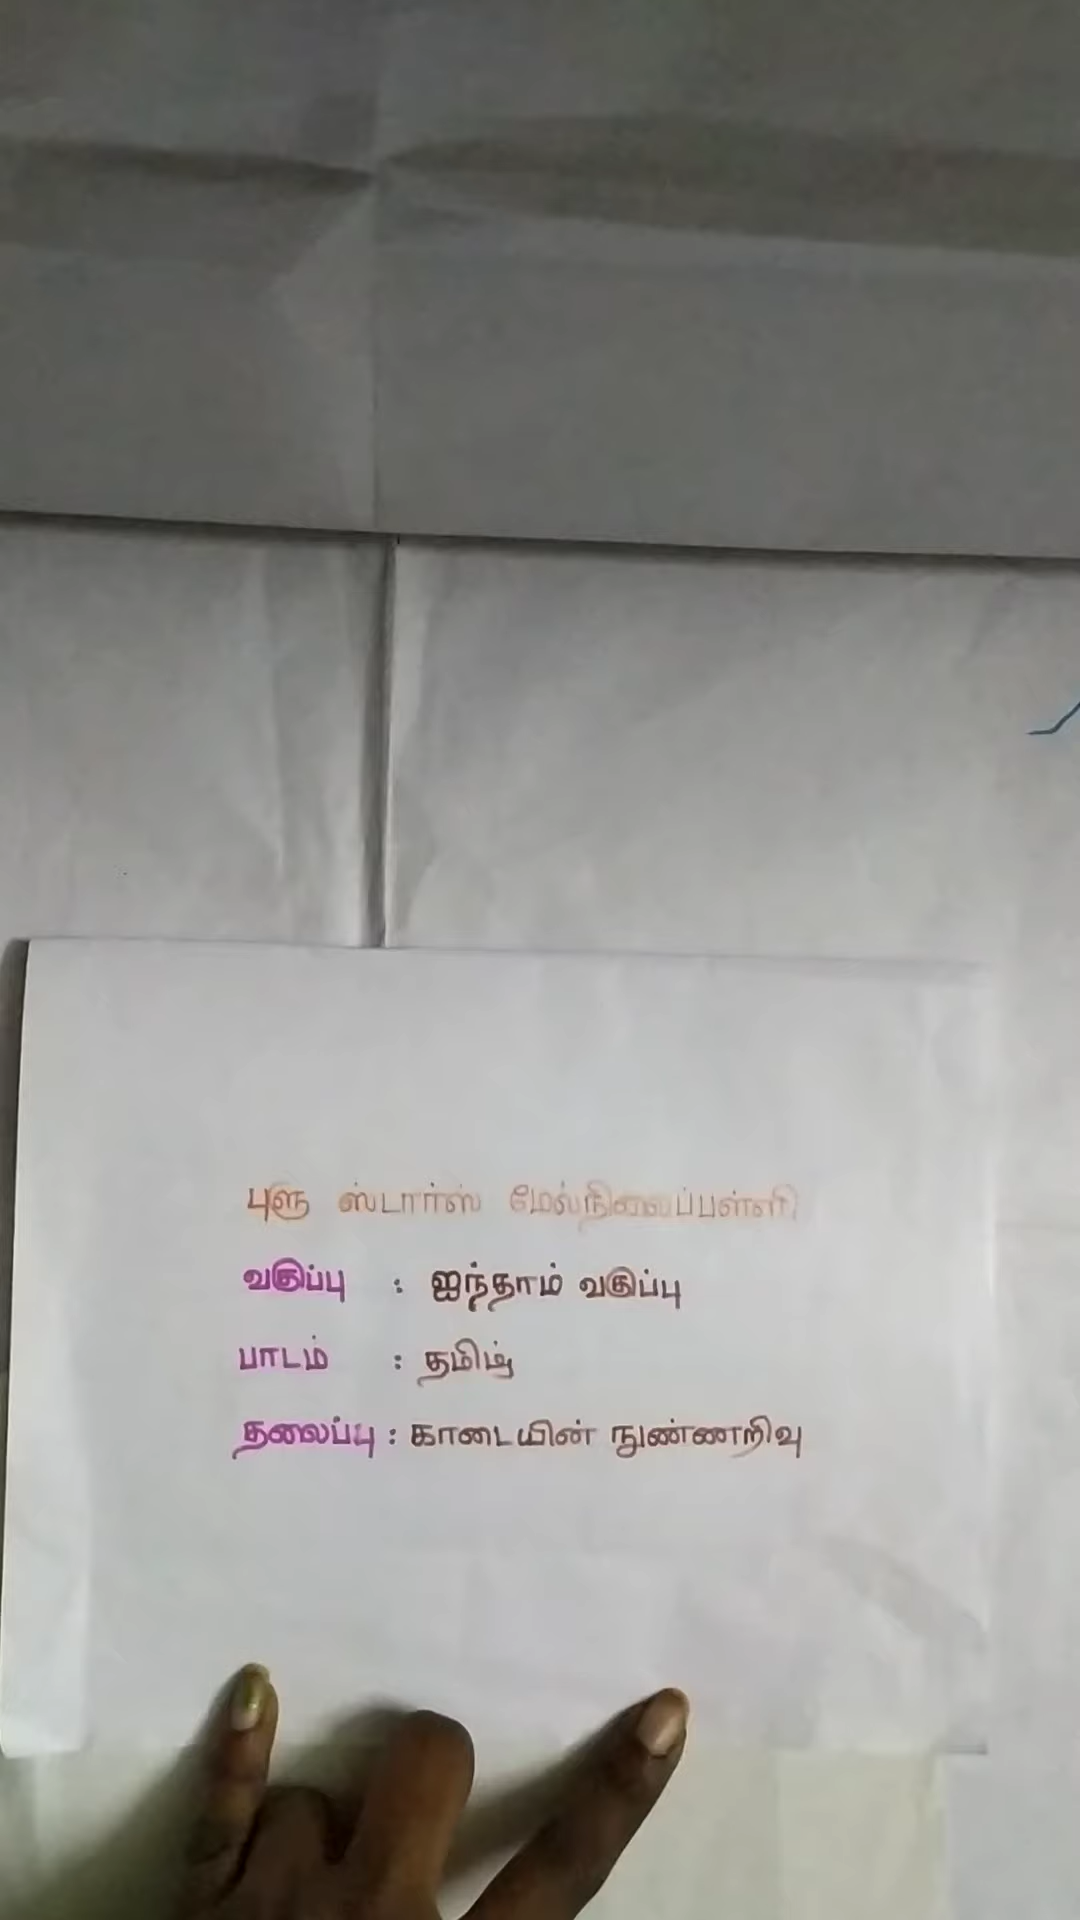 புளு ஸ்டார்ஸ் மேல்நிலைப்பள்ளி
வகுப்பு : ஐந்தாம் வகுப்பு
பாடம் : தமிழ்
தலைப்பு : காடையின் நுண்ணறிவு